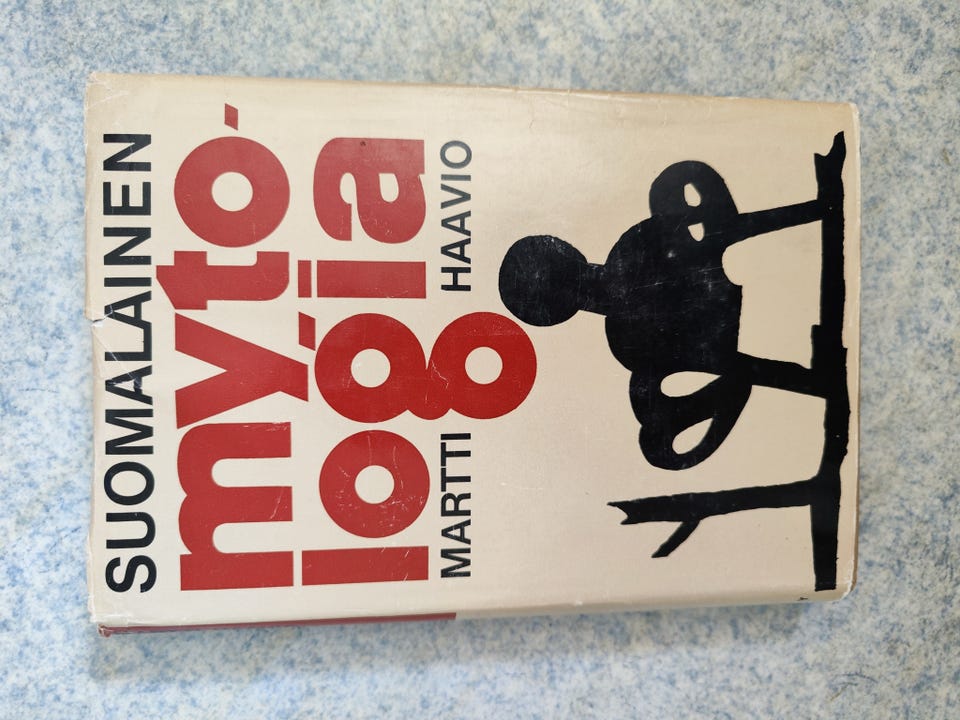 SUOMALAINEN
myto-
logia
MARTTI HAAVIO